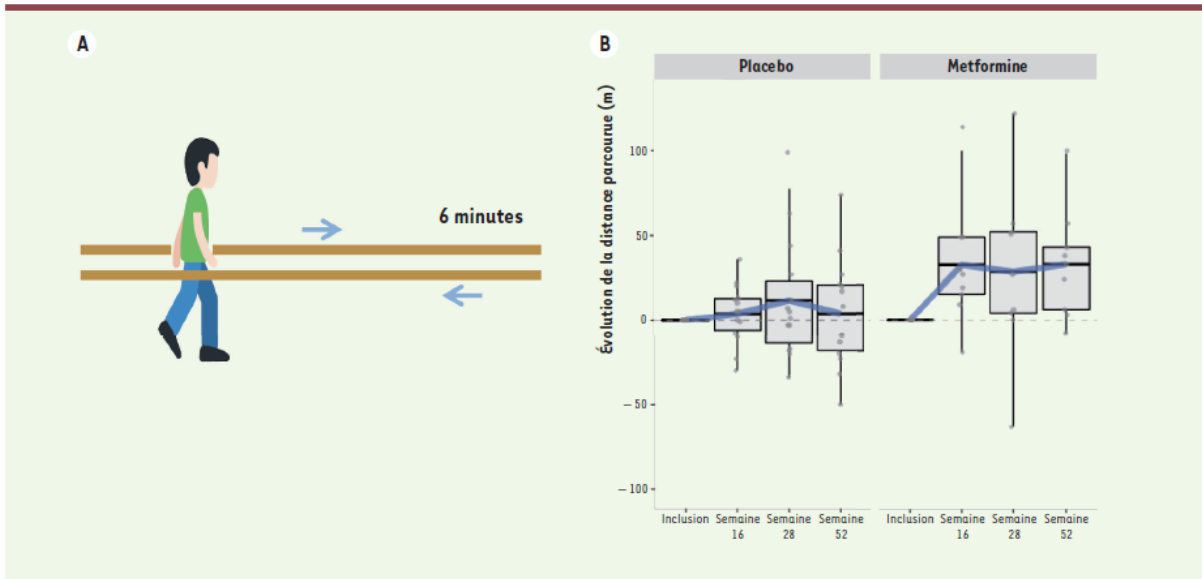 A
6 minutes
B
Placebo
Metformine
Évolution de la distance parcourue (m)
100
50
0
– 50
– 100
Inclusion
Semaine
16
Semaine
28
Semaine
52
Inclusion
Semaine
16
Semaine
28
Semaine
52